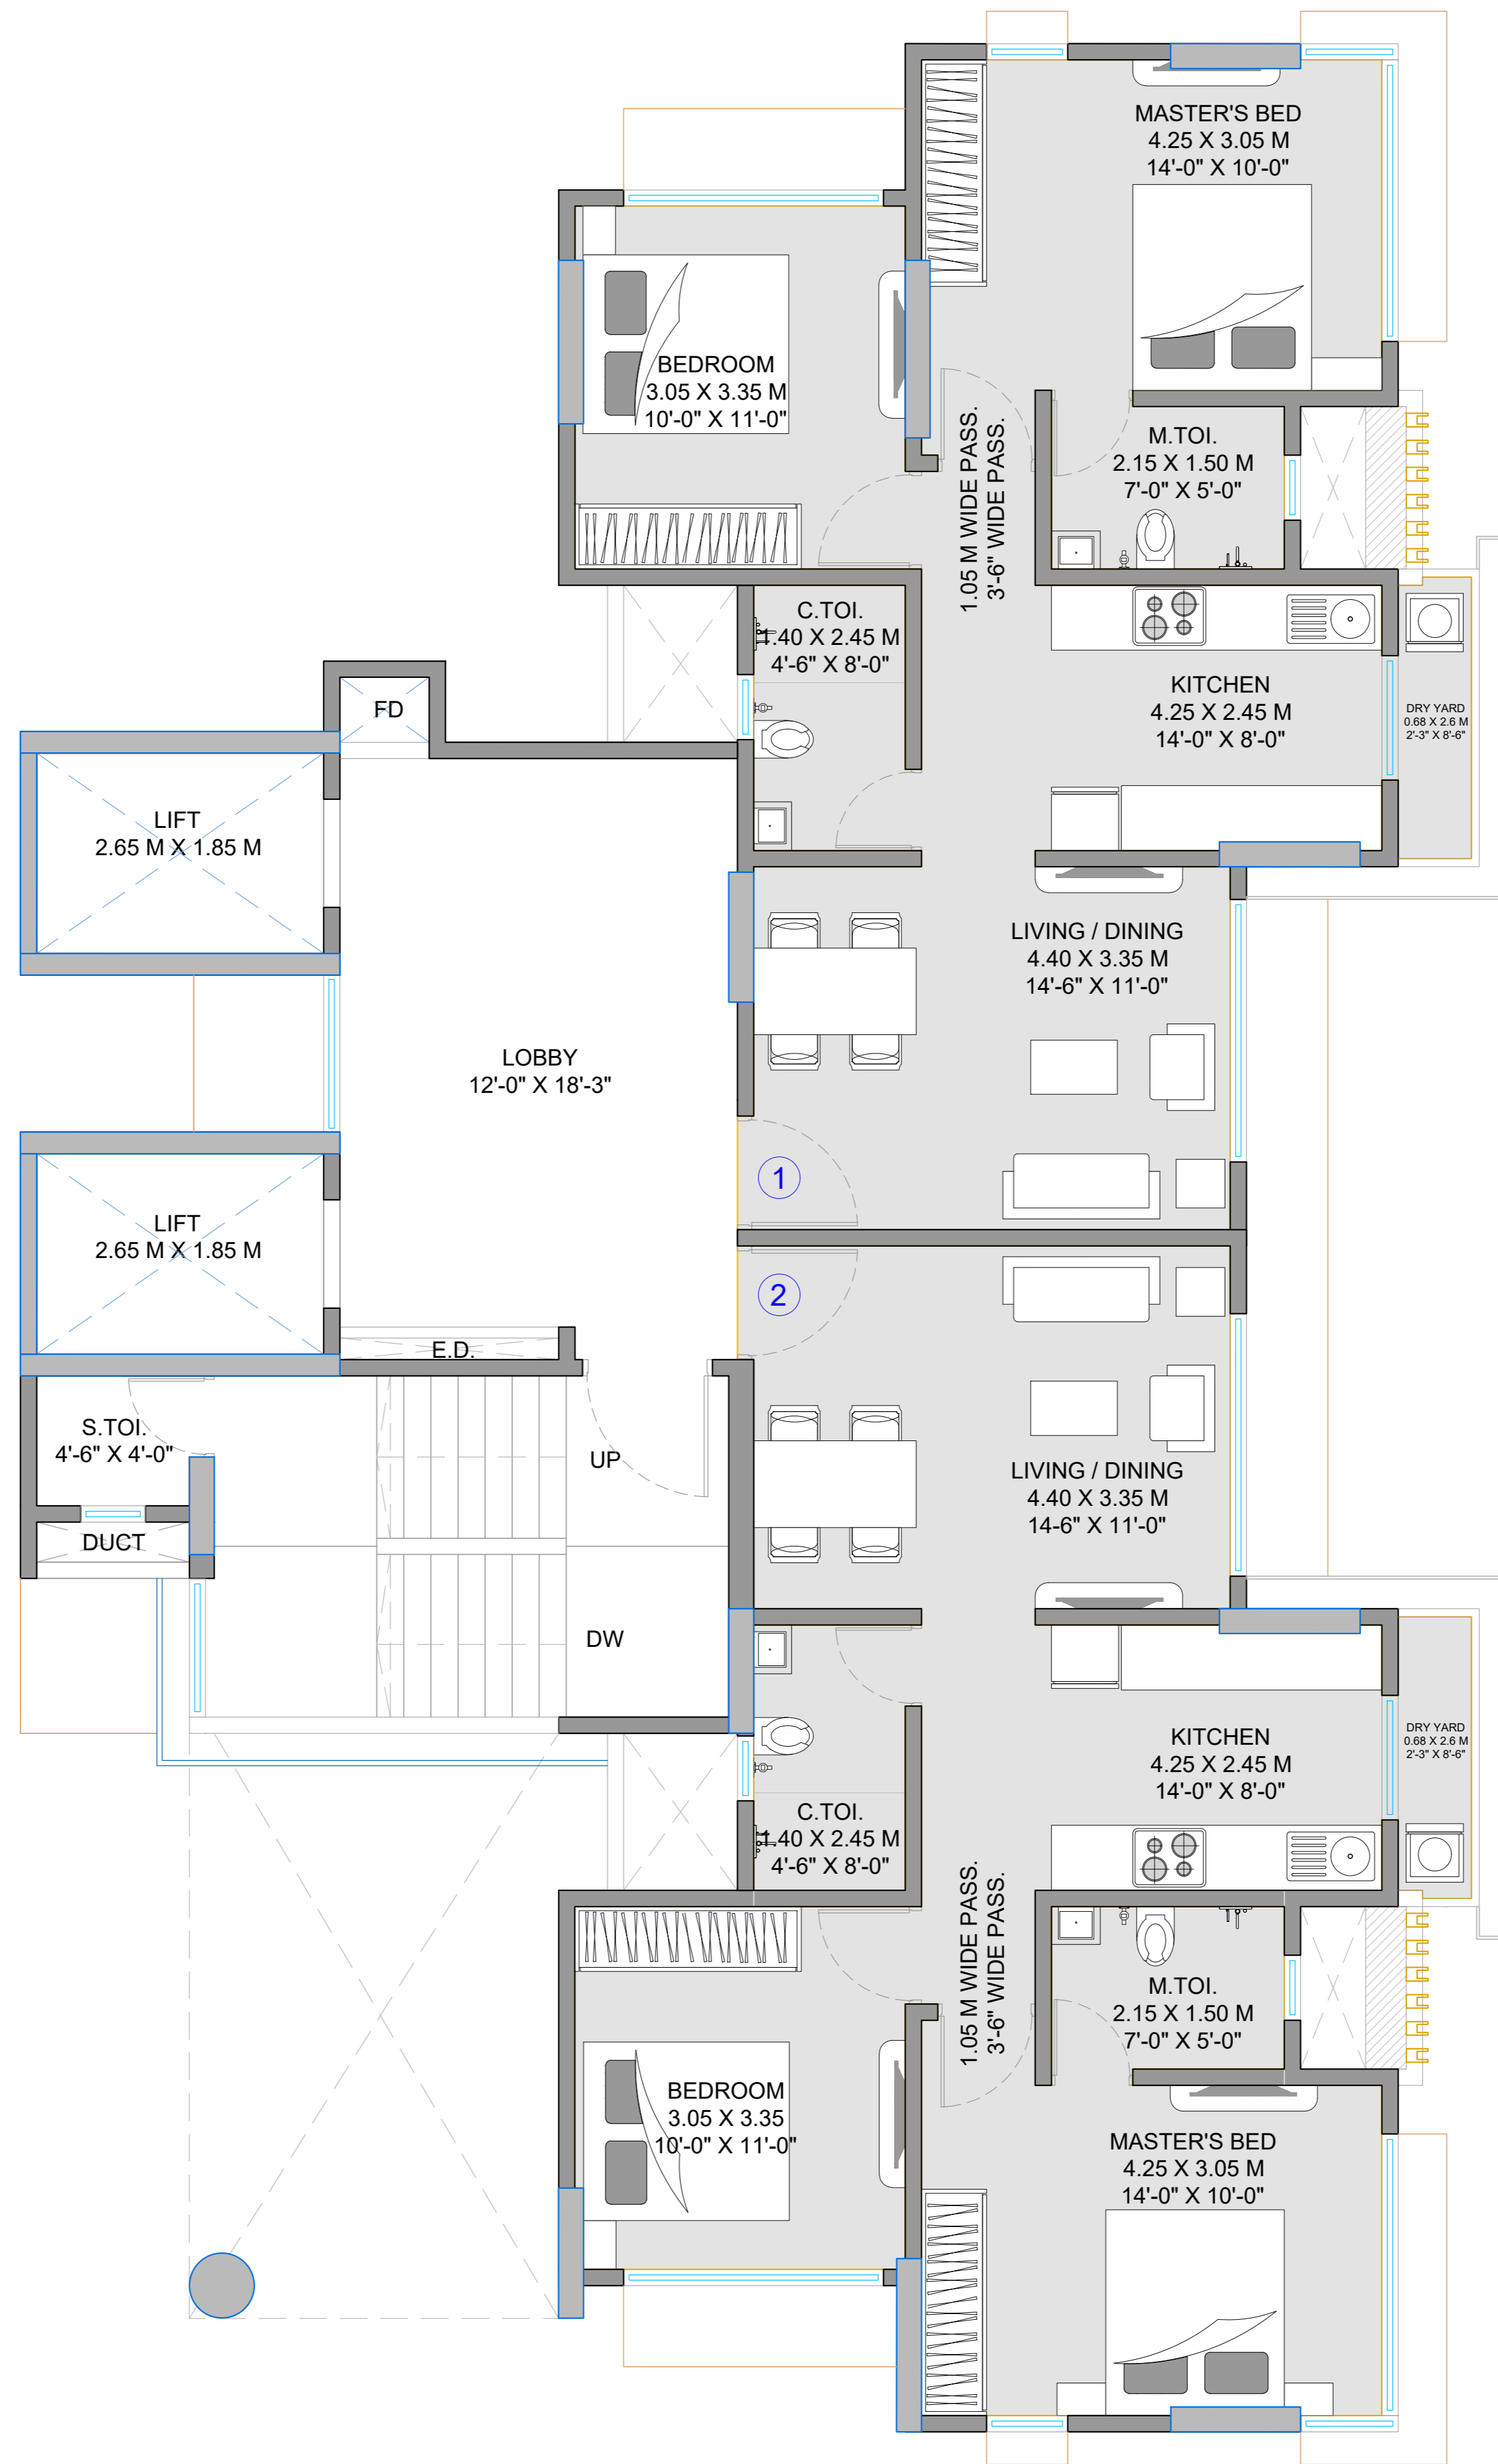 MASTER'S BED
4.25 X 3.05 M
14'-0" X 10'-0"
BEDROOM
3.05 X 3.35 M
10'-0" X 11'-0"
1.05 M WIDE PASS.
3'-6" WIDE PASS.
M.TOI.
2.15 X 1.50 M
7'-0" X 5'-0"
C.TOI.
1.40 X 2.45 M
4'-6" X 8'-0"
KITCHEN
4.25 X 2.45 M
14'-0" X 8'-0"
DRY YARD
0.68 X 2.6 M
2'-3" X 8'-6"
FD
LIFT
2.65 M X 1.85 M
LIVING / DINING
4.40 X 3.35 M
14'-6" X 11'-0"
LOBBY
12'-0" X 18'-3"
1
LIFT
2.65 M X 1.85 M
2
E.D.
S.TOI.
4'-6" X 4'-0"
UP
LIVING / DINING
4.40 X 3.35 M
14-6" X 11'-0"
DUCT
DW
KITCHEN
4.25 X 2.45 M
14'-0" X 8'-0"
DRY YARD
0.68 X 2.6 M
2'-3" X 8'-6"
C.TOI.
1.40 X 2.45 M
4'-6" X 8'-0"
1.05 M WIDE PASS.
3'-6" WIDE PASS.
M.TOI.
2.15 X 1.50 M
7'-0" X 5'-0"
BEDROOM
3.05 X 3.35
10'-0" X 11'-0"
MASTER'S BED
4.25 X 3.05 M
14'-0" X 10'-0"